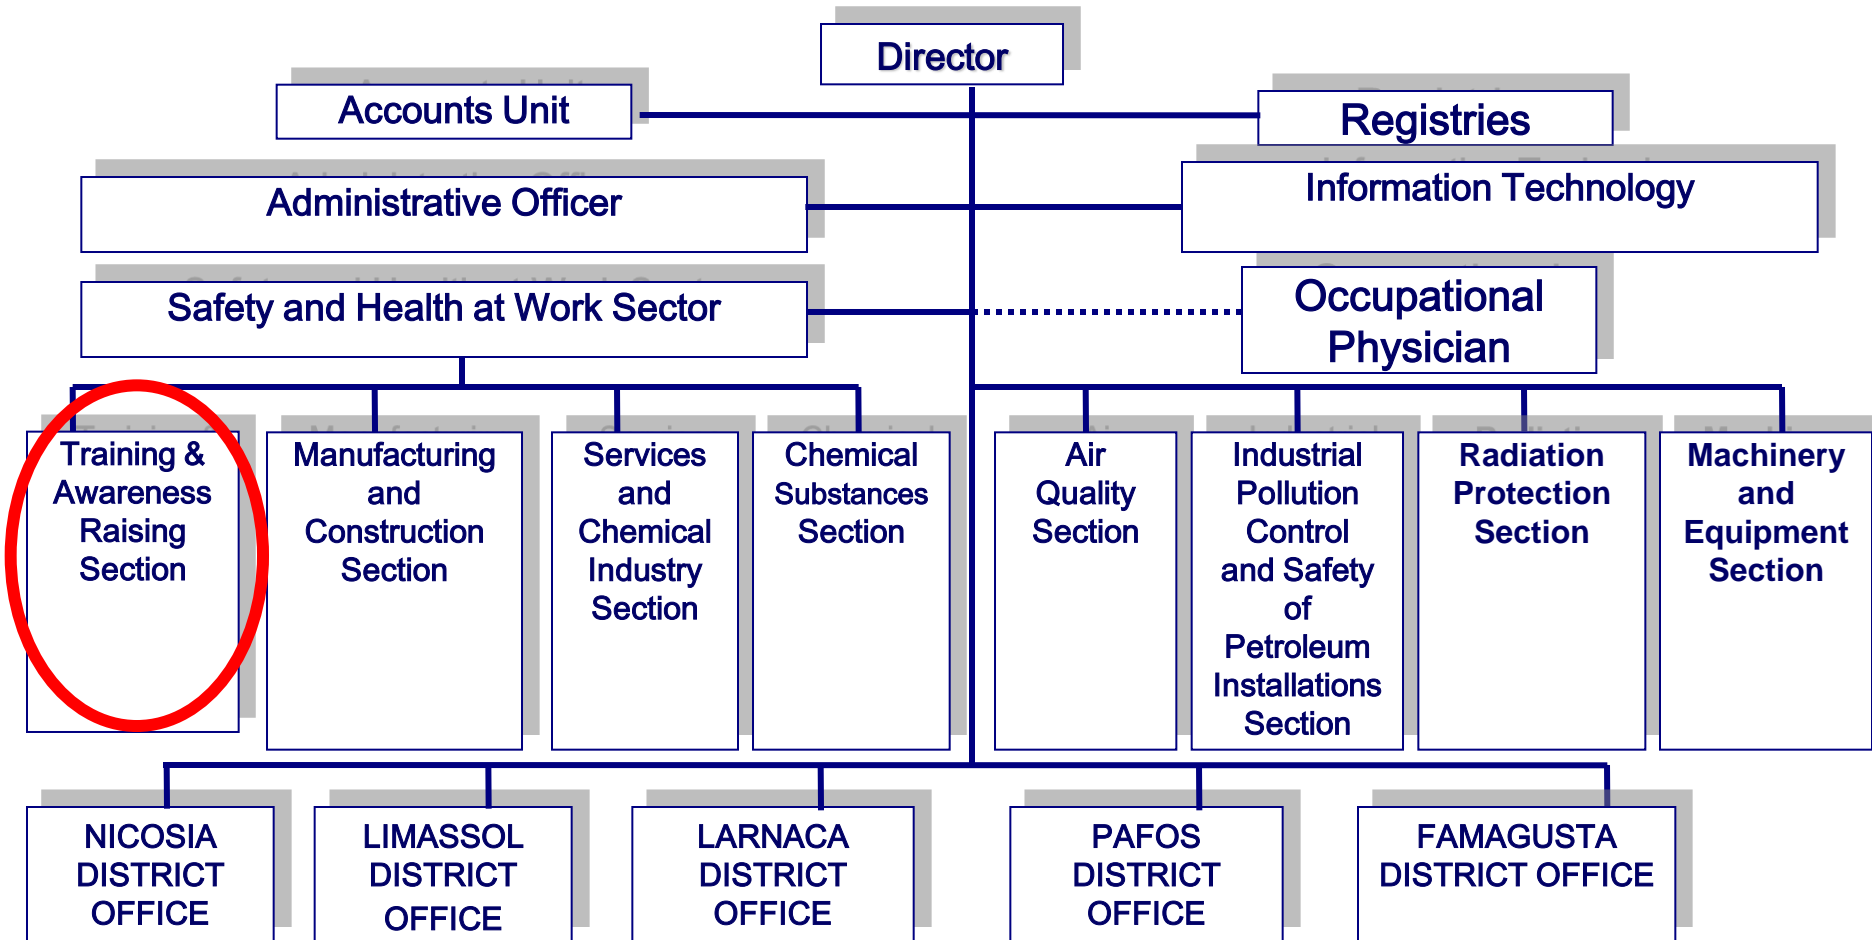 Director
Accounts Unit
Registries
Administrative Officer
Information Technology
Safety and Health at Work Sector
Occupational
Physician
Training &
Awareness
Raising
Section
Manufacturing
and
Construction
Section
Services
and
Chemical
Industry
Section
Chemical
Substances
Section
Air
Quality
Section
Industrial
Pollution
Control
and Safety
of
Petroleum
Installations
Section
Radiation
Protection
Section
Machinery
and
Equipment
Section
NICOSIA
DISTRICT
OFFICE
LIMASSOL
DISTRICT
OFFICE
LARNACA
DISTRICT
OFFICE
PAFOS
DISTRICT
OFFICE
FAMAGUSTA
DISTRICT OFFICE